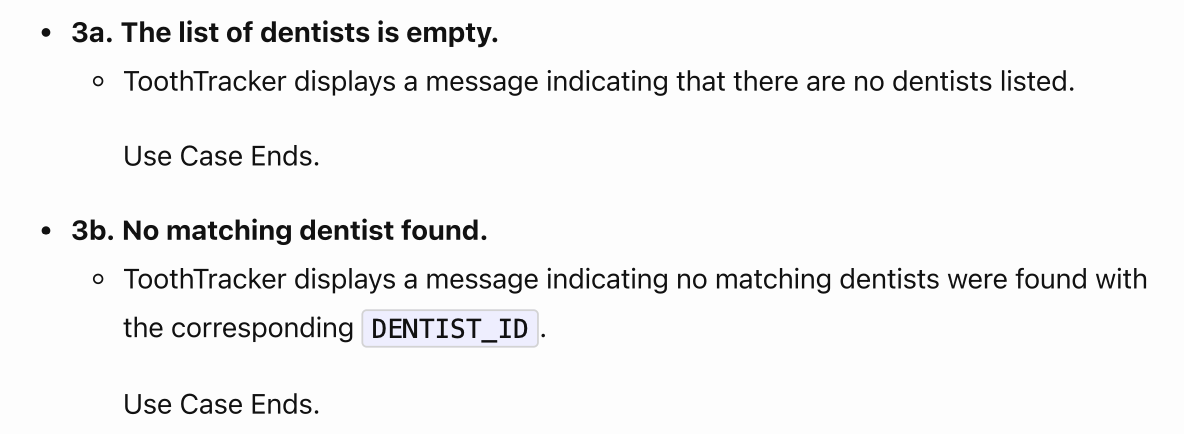 • 3a. The list of dentists is empty.
◦ ToothTracker displays a message indicating that there are no dentists listed.
Use Case Ends.
• 3b. No matching dentist found.
◦ ToothTracker displays a message indicating no matching dentists were found with
the corresponding DENTIST_ID.
Use Case Ends.